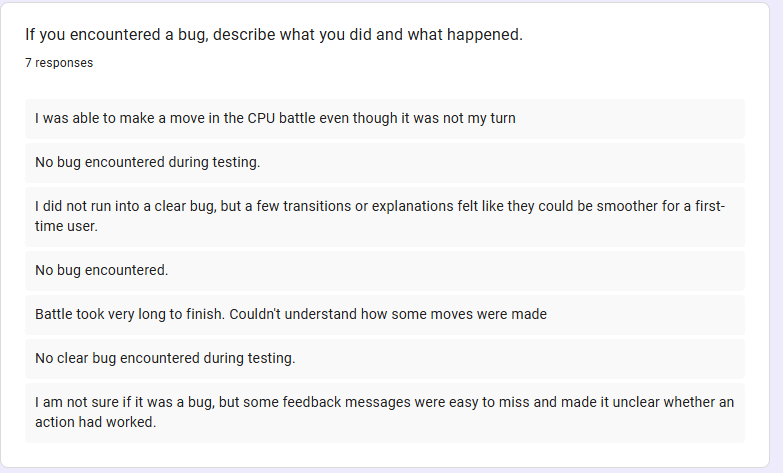 If you encountered a bug, describe what you did and what happened.
7 responses
I was able to make a move in the CPU battle even though it was not my turn
No bug encountered during testing.
I did not run into a clear bug, but a few transitions or explanations felt like they could be smoother for a first-
time user.
No bug encountered.
Battle took very long to finish. Couldn't understand how some moves were made
No clear bug encountered during testing.
I am not sure if it was a bug, but some feedback messages were easy to miss and made it unclear whether an
action had worked.